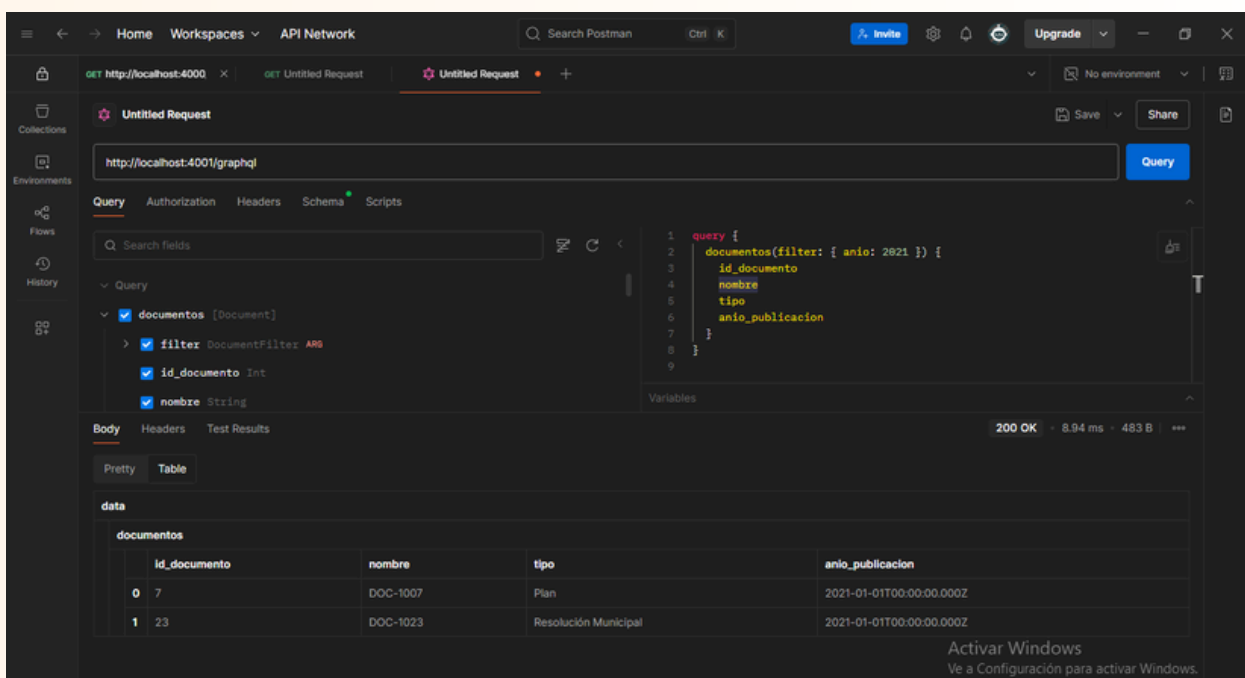 Home Workspaces API Network Search Postman Ctrl K Invite Upgrade
GET http://localhost:4000, GET Untitled Request Untitled Request No environment
Collections
Environments
Flows
History
Untitled Request Save Share
http://localhost:4001/graphql Query
Query Authorization Headers Schema Scripts
Search fields
Query
documentos [Document]
filter DocumentFilter ARG
id_documento Int
nombre String
1 query {
2 documentos(filter: { anio: 2021 }) {
3 id_documento
4 nombre
5 tipo
6 anio_publicacion
7 }
8 }
9
T
Variables
Body Headers Test Results 200 OK 8.94 ms 483 B
Pretty Table
data
documentos
id_documento nombre tipo anio_publicacion
0 7 DOC-1007 Plan 2021-01-01T00:00:00.000Z
1 23 DOC-1023 Resolución Municipal 2021-01-01T00:00:00.000Z
Activar Windows
Ve a Configuración para activar Windows.